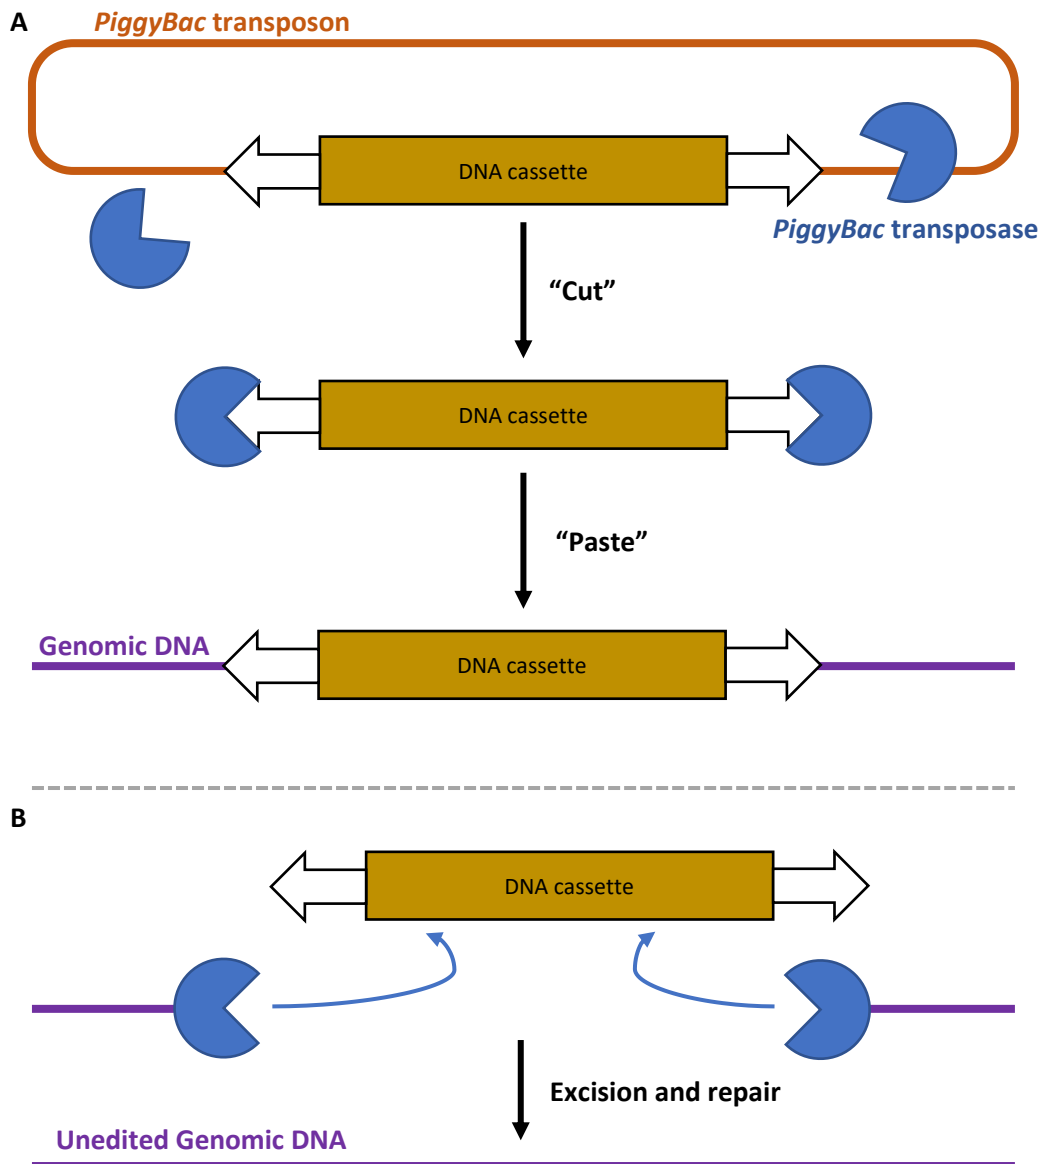 A
PiggyBac transposon
DNA cassette
PiggyBac transposase
“Cut”
DNA cassette
“Paste”
Genomic DNA
DNA cassette
B
DNA cassette
Excision and repair
Unedited Genomic DNA